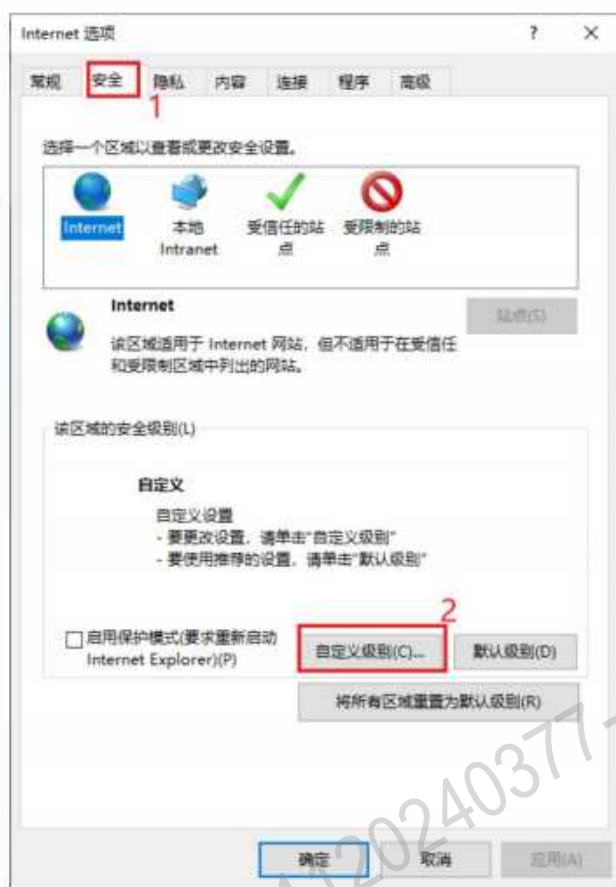 Internet 选项 ? ×
常规 安全 隐私 内容 连接 程序 高级
1
选择一个区域以查看或更改安全设置。
Internet
本地
Intranet
受信任的站
点
受限制的站
点
Internet
站点(S)
该区域适用于 Internet 网站，但不适用于在受信任
和受限制区域中列出的网站。
该区域的安全级别(L)
自定义
自定义设置
- 要更改设置，请单击"自定义级别"
- 要使用推荐的设置，请单击"默认级别"
2
启用保护模式(要求重新启动
Internet Explorer)(P)
自定义级别(C)...
默认级别(D)
将所有区域重置为默认级别(R)
确定 取消 应用(A)